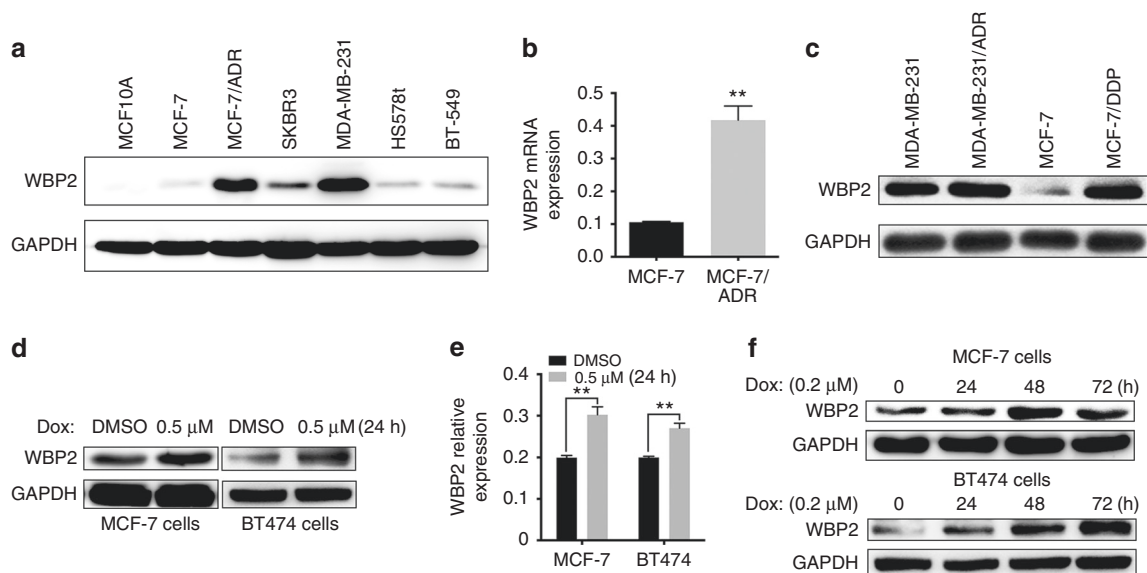 a
MCF10A
MCF-7
MCF-7/ADR
SKBR3
MDA-MB-231
HS578t
BT-549
WBP2
GAPDH
b
WBP2 mRNA
expression
**
0.5
0.4
0.3
0.2
0.1
0.0
MCF-7
MCF-7/
ADR
c
MDA-MB-231
MDA-MB-231/ADR
MCF-7
MCF-7/DDP
WBP2
GAPDH
d
Dox: DMSO 0.5 μM DMSO 0.5 μM (24 h)
WBP2
GAPDH
MCF-7 cells BT474 cells
e
DMSO
0.5 μM (24 h)
WBP2 relative
expression
** **
0.4
0.3
0.2
0.1
0
MCF-7 BT474
f
MCF-7 cells
Dox: (0.2 μM) 0 24 48 72 (h)
WBP2
GAPDH
BT474 cells
Dox: (0.2 μM) 0 24 48 72 (h)
WBP2
GAPDH